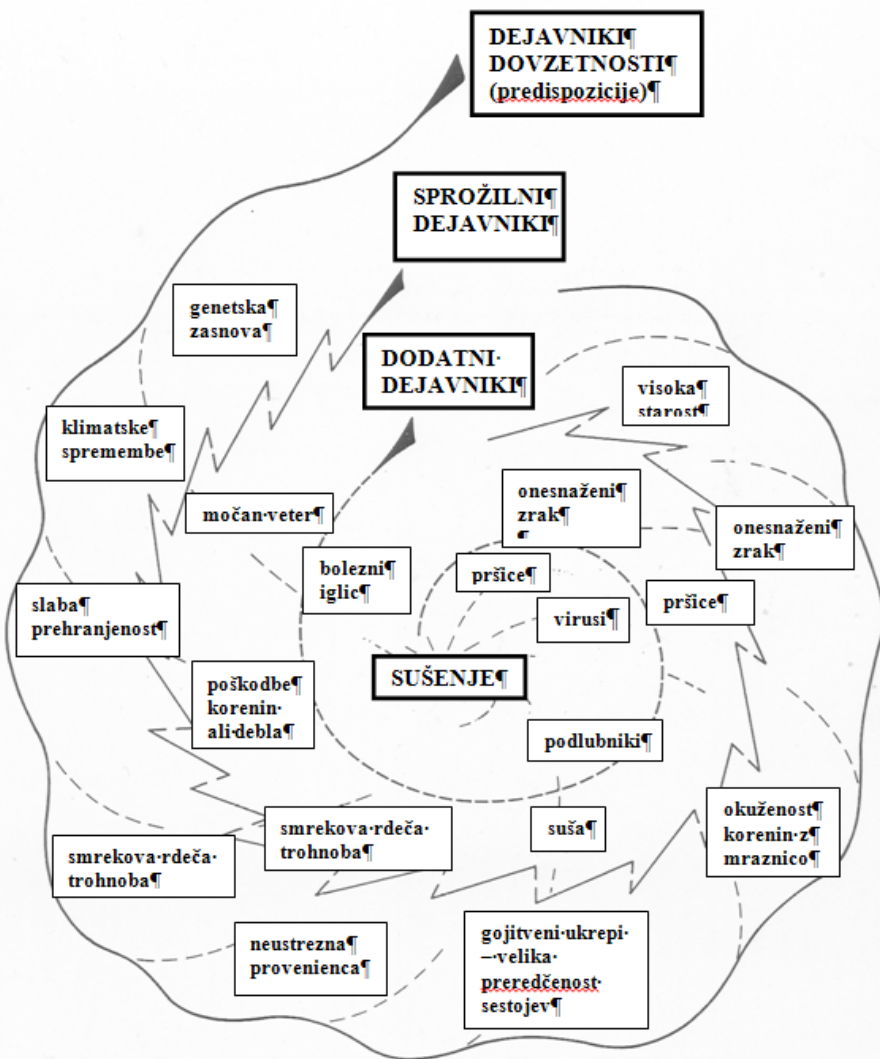 DEJAVNIKI¶
DOVZETNOSTI¶
(predispozicije)¶
SPROŽILNI¶
DEJAVNIKI¶
genetska¶
zasnova¶
DODATNI·
DEJAVNIKI¶
visoka¶
starost¶
klimatske¶
spremembe¶
močan·veter¶
onesnaženi¶
zrak¶
¶
onesnaženi¶
zrak¶
bolezni¶
iglic¶
pršice¶
pršice¶
slaba¶
prehranjenost¶
virusi¶
SUŠENJE¶
poškodbe¶
korenin·
ali·debla¶
podlubniki¶
okuženost¶
korenin·z¶
mraznico¶
smrekova·rdeča·
trohnoba¶
suša¶
smrekova·rdeča·
trohnoba¶
neustrezna¶
provenienca¶
gojitveni·ukrepi·
–·velika·
preredčenost·
sestojev¶